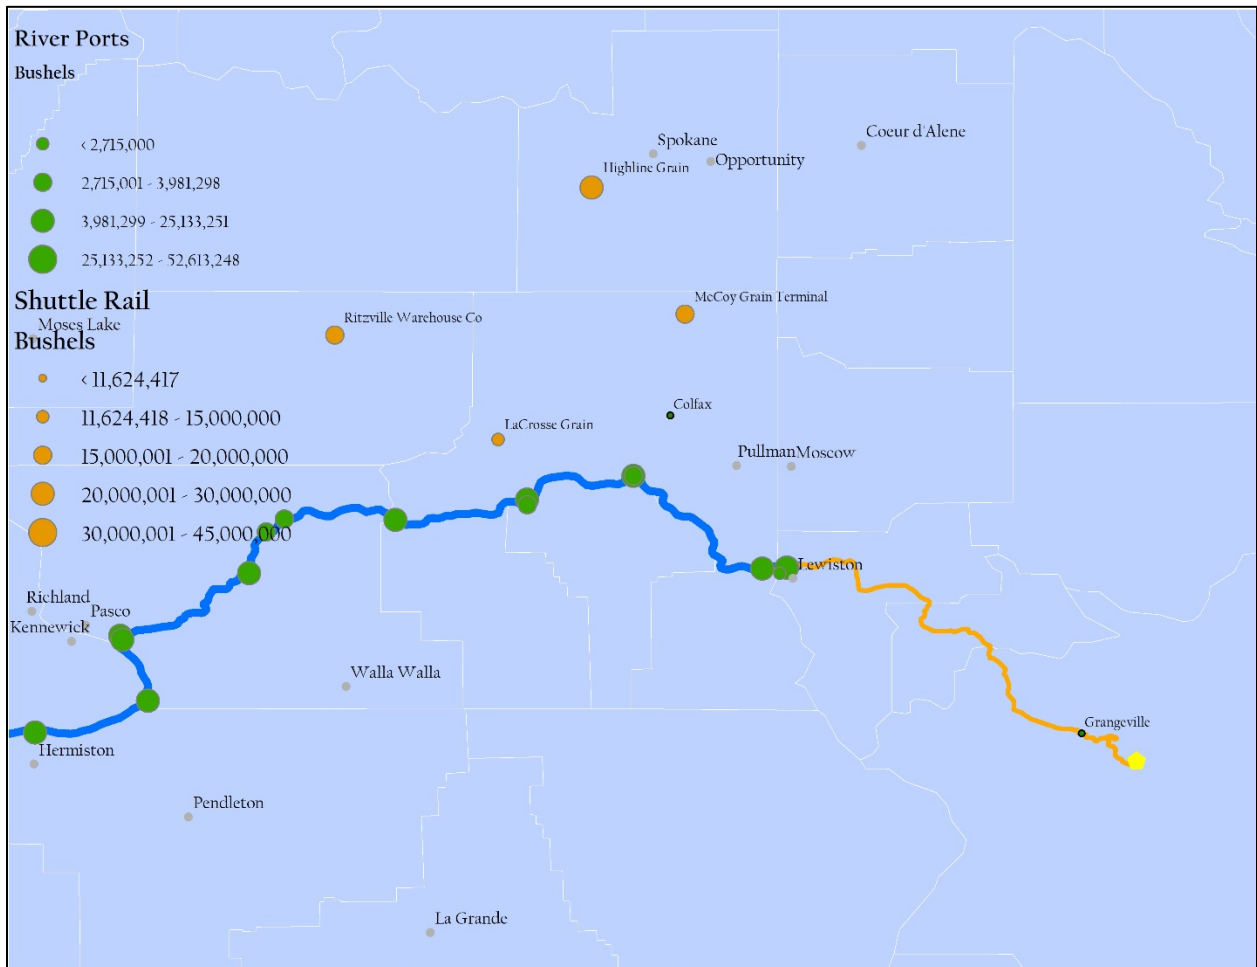 River Ports
Bushels
< 2,715,000
2,715,001 - 3,981,298
3,981,299 - 25,133,251
25,133,252 - 52,613,248
Shuttle Rail
Moses Lake
Bushels
< 11,624,417
11,624,418 - 15,000,000
15,000,001 - 20,000,000
20,000,001 - 30,000,000
30,000,001 - 45,000,000
Spokane
Coeur d'Alene
Opportunity
Highline Grain
McCoy Grain Terminal
Ritzville Warehouse Co
Colfax
LaCrosse Grain
Pullman
Moscow
Lewiston
Richland
Pasco
Kennewick
Walla Walla
Grangeville
Hermiston
Pendleton
La Grande